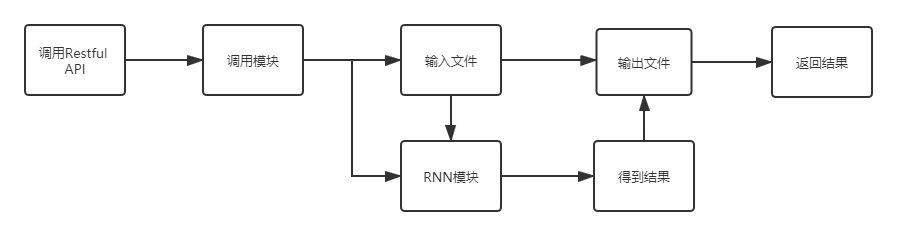 调用Restful
API
调用模块
输入文件
输出文件
返回结果
RNN模块
得到结果